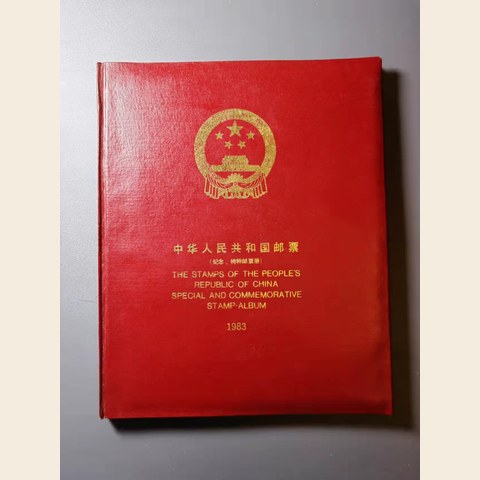 中华人民共和国邮票
(纪念、特种邮票册)
THE STAMPS OF THE PEOPLE'S
REPUBLIC OF CHINA
SPECIAL AND COMMEMORATIVE
STAMP-ALBUM
1983